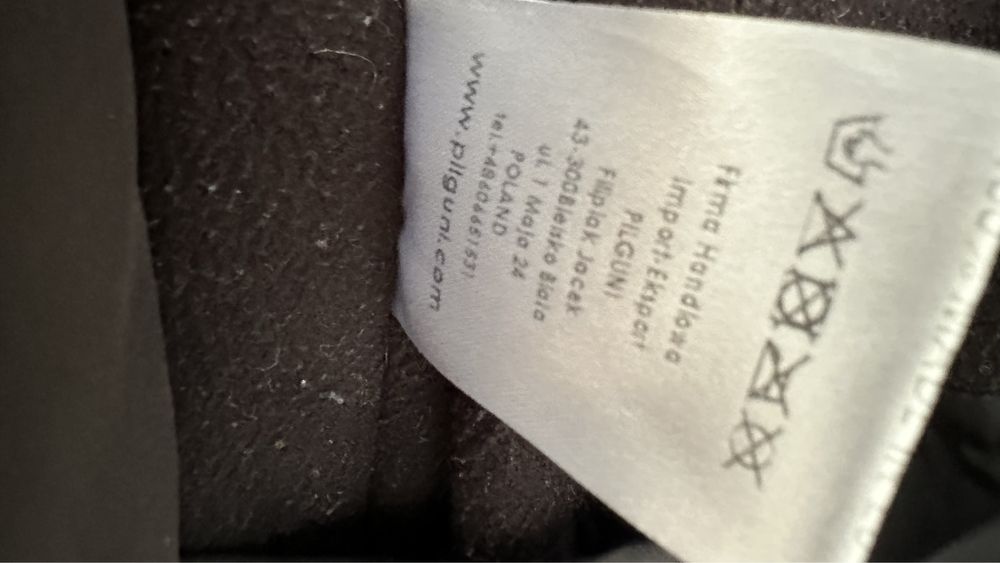 Firma Handlowa
Import-Eksport
PILGUNI
Filipiak Jacek
43-300Bielsko Biała
ul. 1 Maja 24
POLAND
tel.+48604651531
www.pilguni.com